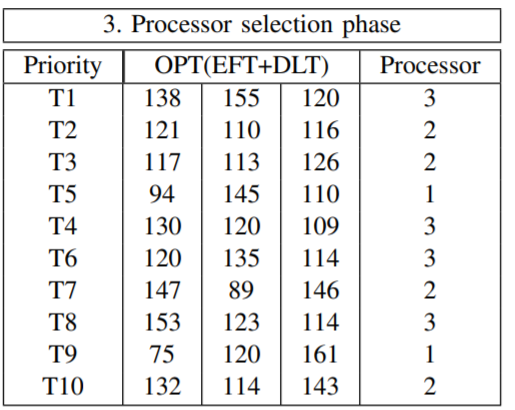 3. Processor selection phase
Priority OPT(EFT+DLT) Processor
T1 138 155 120 3
T2 121 110 116 2
T3 117 113 126 2
T5 94 145 110 1
T4 130 120 109 3
T6 120 135 114 3
T7 147 89 146 2
T8 153 123 114 3
T9 75 120 161 1
T10 132 114 143 2